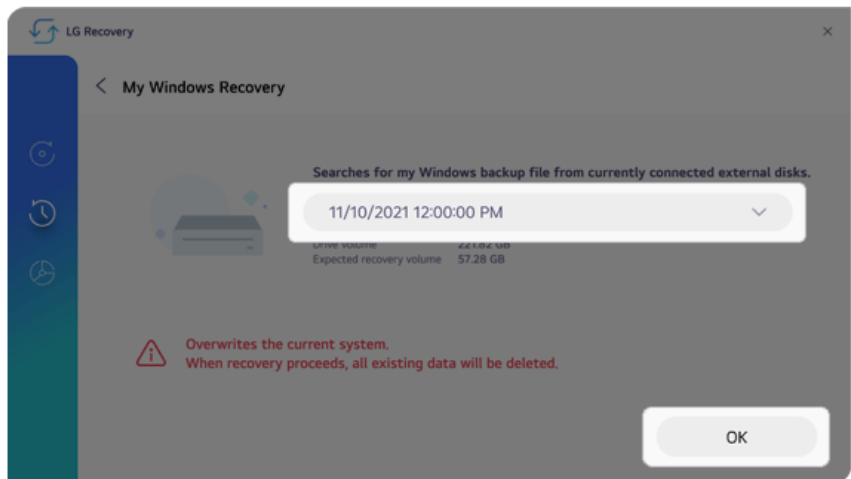 LG Recovery
My Windows Recovery
Searches for my Windows backup file from currently connected external disks.
11/10/2021 12:00:00 PM
Drive volume 221.82 GB
Expected recovery volume 57.28 GB
Overwrites the current system.
When recovery proceeds, all existing data will be deleted.
OK